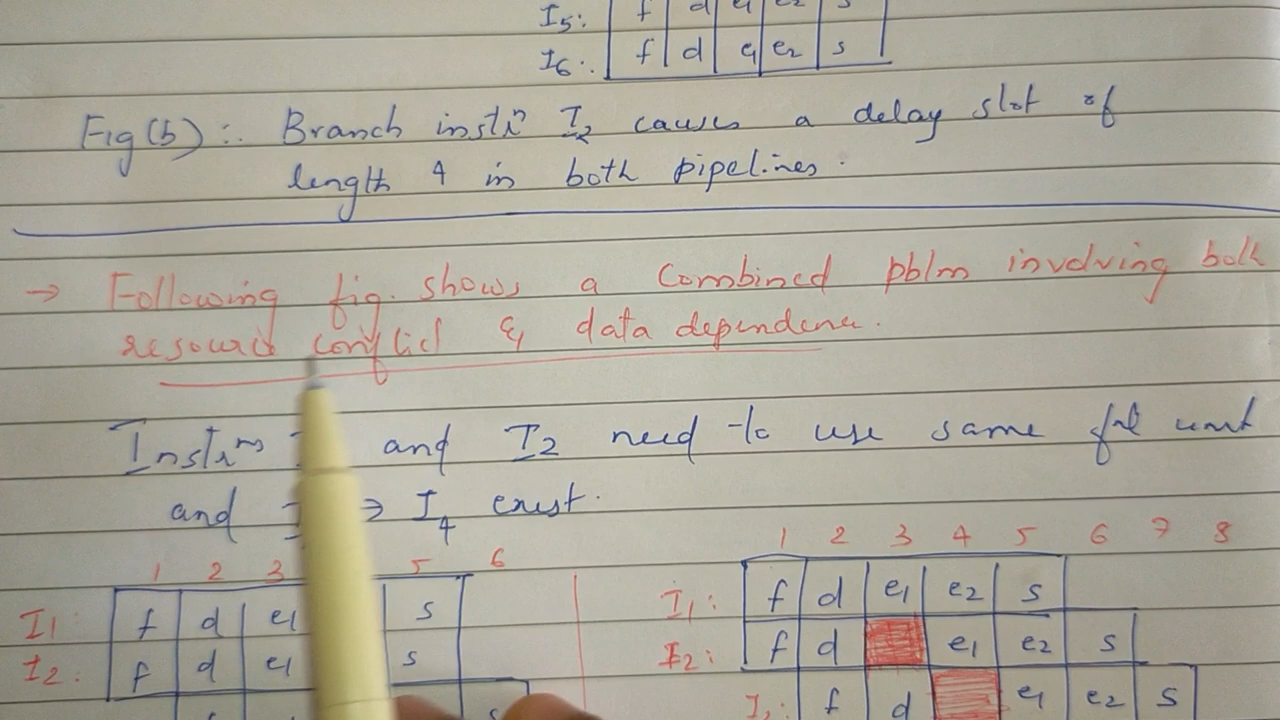 I5: f d e1 e2 s
I6: f d e1 e2 s
Fig(b) :. Branch instrn I2 causes a delay slot of
length 4 in both pipelines.
→ Following fig. shows a Combined pblm involving both
resource conflict & data dependence.
Instrns and I2 need to use same fnl unit
and → I4 exist.
1 2 3 5 6
I1 f d e1 s
I2: f d e1 s
1 2 3 4 5 6 7 8
I1: f d e1 e2 s
I2: f d e1 e2 s
f d e1 e2 s